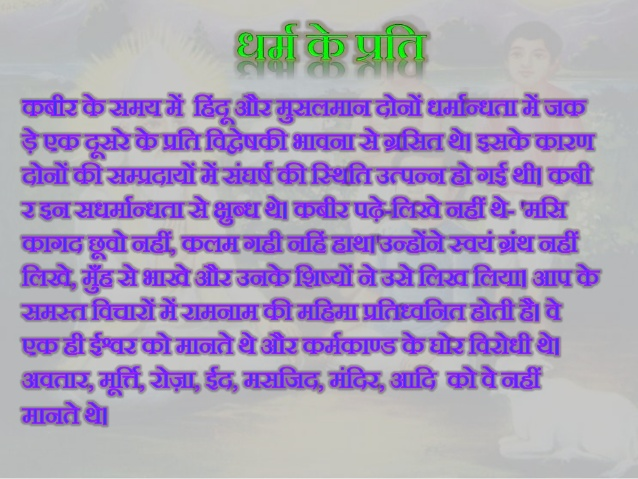 धर्म के प्रति
कबीर के समय में हिंदू और मुसलमान दोनों धर्मान्धता में जक
ड़े एक दूसरे के प्रति विद्वेषकी भावना से ग्रसित थे। इसके कारण
दोनों की सम्प्रदायों में संघर्ष की स्थिति उत्पन्न हो गई थी। कबी
र इन सधर्मान्धता से क्षुब्ध थे। कबीर पढ़े-लिखे नहीं थे- 'मसि
कागद छूवो नहीं, कलम गही नहिं हाथ।'उन्होंने स्वयं ग्रंथ नहीं
लिखे, मुँह से भाखे और उनके शिष्यों ने उसे लिख लिया। आप के
समस्त विचारों में रामनाम की महिमा प्रतिध्वनित होती है। वे
एक ही ईश्वर को मानते थे और कर्मकाण्ड के घोर विरोधी थे।
अवतार, मूर्त्ति, रोज़ा, ईद, मसजिद, मंदिर, आदि को वे नहीं
मानते थे।